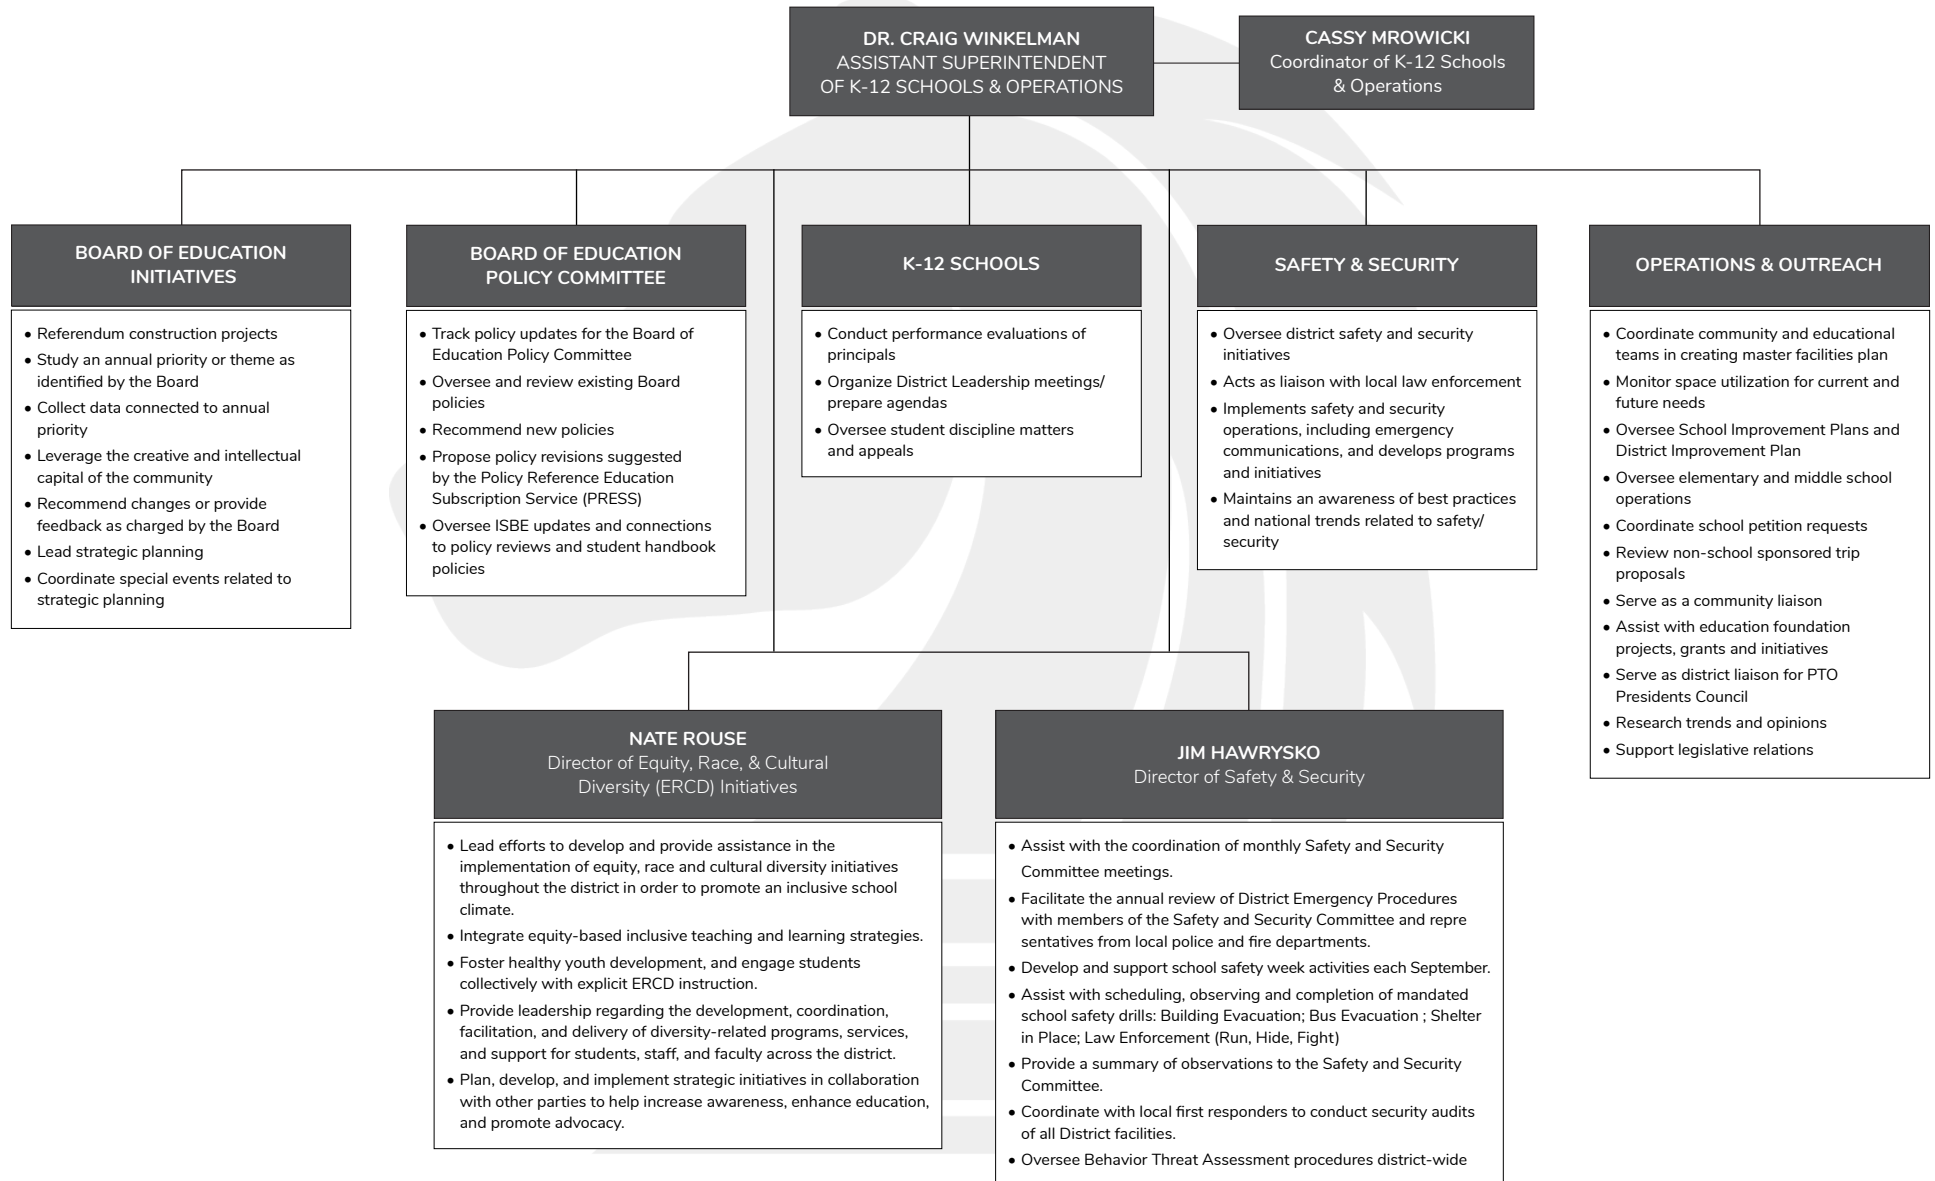 DR. CRAIG WINKELMAN
ASSISTANT SUPERINTENDENT
OF K-12 SCHOOLS & OPERATIONS
CASSY MROWICKI
Coordinator of K-12 Schools
& Operations
BOARD OF EDUCATION
INITIATIVES
• Referendum construction projects
• Study an annual priority or theme as
identified by the Board
• Collect data connected to annual
priority
• Leverage the creative and intellectual
capital of the community
• Recommend changes or provide
feedback as charged by the Board
• Lead strategic planning
• Coordinate special events related to
strategic planning
BOARD OF EDUCATION
POLICY COMMITTEE
• Track policy updates for the Board of
Education Policy Committee
• Oversee and review existing Board
policies
• Recommend new policies
• Propose policy revisions suggested
by the Policy Reference Education
Subscription Service (PRESS)
• Oversee ISBE updates and connections
to policy reviews and student handbook
policies
K-12 SCHOOLS
• Conduct performance evaluations of
principals
• Organize District Leadership meetings/
prepare agendas
• Oversee student discipline matters
and appeals
SAFETY & SECURITY
• Oversee district safety and security
initiatives
• Acts as liaison with local law enforcement
• Implements safety and security
operations, including emergency
communications, and develops programs
and initiatives
• Maintains an awareness of best practices
and national trends related to safety/
security
OPERATIONS & OUTREACH
• Coordinate community and educational
teams in creating master facilities plan
• Monitor space utilization for current and
future needs
• Oversee School Improvement Plans and
District Improvement Plan
• Oversee elementary and middle school
operations
• Coordinate school petition requests
• Review non-school sponsored trip
proposals
• Serve as a community liaison
• Assist with education foundation
projects, grants and initiatives
• Serve as district liaison for PTO
Presidents Council
• Research trends and opinions
• Support legislative relations
NATE ROUSE
Director of Equity, Race, & Cultural
Diversity (ERCD) Initiatives
• Lead efforts to develop and provide assistance in the
implementation of equity, race and cultural diversity initiatives
throughout the district in order to promote an inclusive school
climate.
• Integrate equity-based inclusive teaching and learning strategies.
• Foster healthy youth development, and engage students
collectively with explicit ERCD instruction.
• Provide leadership regarding the development, coordination,
facilitation, and delivery of diversity-related programs, services,
and support for students, staff, and faculty across the district.
• Plan, develop, and implement strategic initiatives in collaboration
with other parties to help increase awareness, enhance education,
and promote advocacy.
JIM HAWRYSKO
Director of Safety & Security
• Assist with the coordination of monthly Safety and Security
Committee meetings.
• Facilitate the annual review of District Emergency Procedures
with members of the Safety and Security Committee and repre
sentatives from local police and fire departments.
• Develop and support school safety week activities each September.
• Assist with scheduling, observing and completion of mandated
school safety drills: Building Evacuation; Bus Evacuation ; Shelter
in Place; Law Enforcement (Run, Hide, Fight)
• Provide a summary of observations to the Safety and Security
Committee.
• Coordinate with local first responders to conduct security audits
of all District facilities.
• Oversee Behavior Threat Assessment procedures district-wide